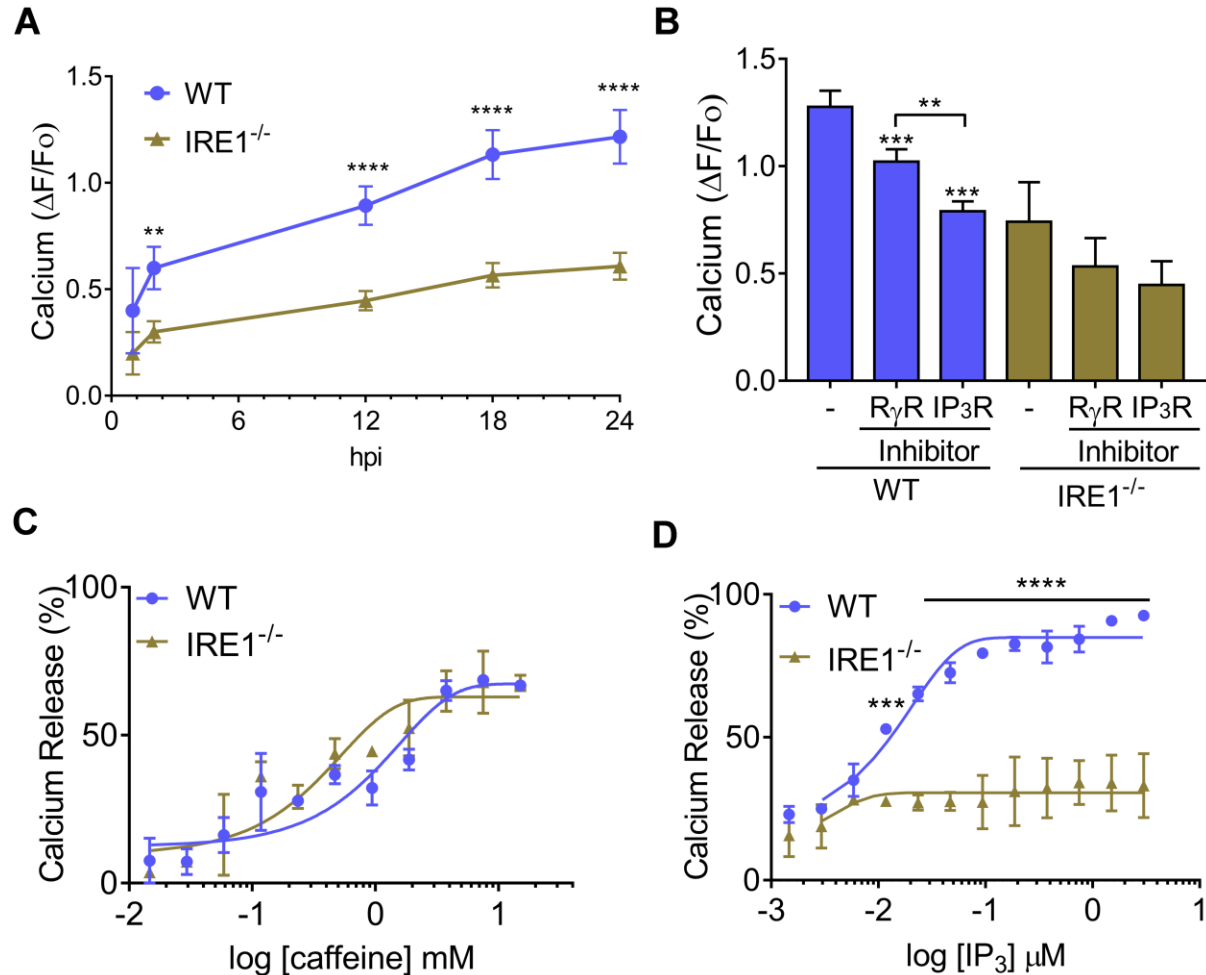 A
Calcium (ΔF/Fo)
1.5
1.0
0.5
0.0
WT
IRE1-/-
**
****
****
****
0 6 12 18 24
hpi
B
Calcium (ΔF/Fo)
1.5
1.0
0.5
0.0
**
***
***
- RγR IP3R - RγR IP3R
Inhibitor Inhibitor
WT IRE1-/-
C
Calcium Release (%)
100
50
0
WT
IRE1-/-
-2 -1 0 1
log [caffeine] mM
D
Calcium Release (%)
100
50
0
WT
IRE1-/-
****
***
-3 -2 -1 0 1
log [IP3] μM